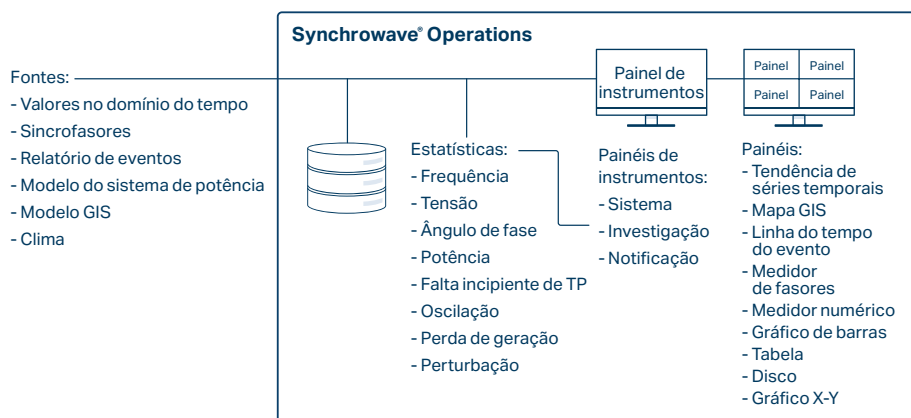 Synchrowave® Operations
Fontes:
- Valores no domínio do tempo
- Sincrofasores
- Relatório de eventos
- Modelo do sistema de potência
- Modelo GIS
- Clima
Estatísticas:
- Frequência
- Tensão
- Ângulo de fase
- Potência
- Falta incipiente de TP
- Oscilação
- Perda de geração
- Perturbação
Painel de
instrumentos
Painéis de
instrumentos:
- Sistema
- Investigação
- Notificação
Painel
Painel
Painel
Painel
Painéis:
- Tendência de
séries temporais
- Mapa GIS
- Linha do tempo
do evento
- Medidor
de fasores
- Medidor numérico
- Gráfico de barras
- Tabela
- Disco
- Gráfico X-Y